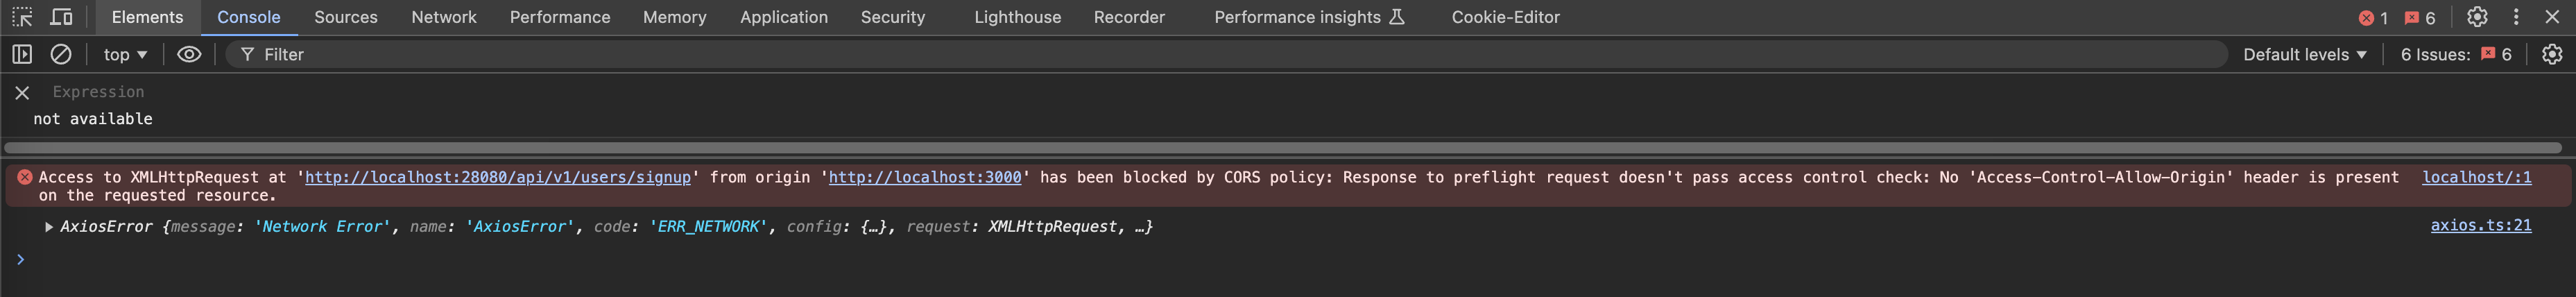 Elements Console Sources Network Performance Memory Application Security Lighthouse Recorder Performance insights Cookie-Editor 1 6
top Filter Default levels 6 Issues: 6
Expression
not available
Access to XMLHttpRequest at 'http://localhost:28080/api/v1/users/signup' from origin 'http://localhost:3000' has been blocked by CORS policy: Response to preflight request doesn't pass access control check: No 'Access-Control-Allow-Origin' header is present localhost/:1
on the requested resource.
AxiosError {message: 'Network Error', name: 'AxiosError', code: 'ERR_NETWORK', config: {…}, request: XMLHttpRequest, …} axios.ts:21